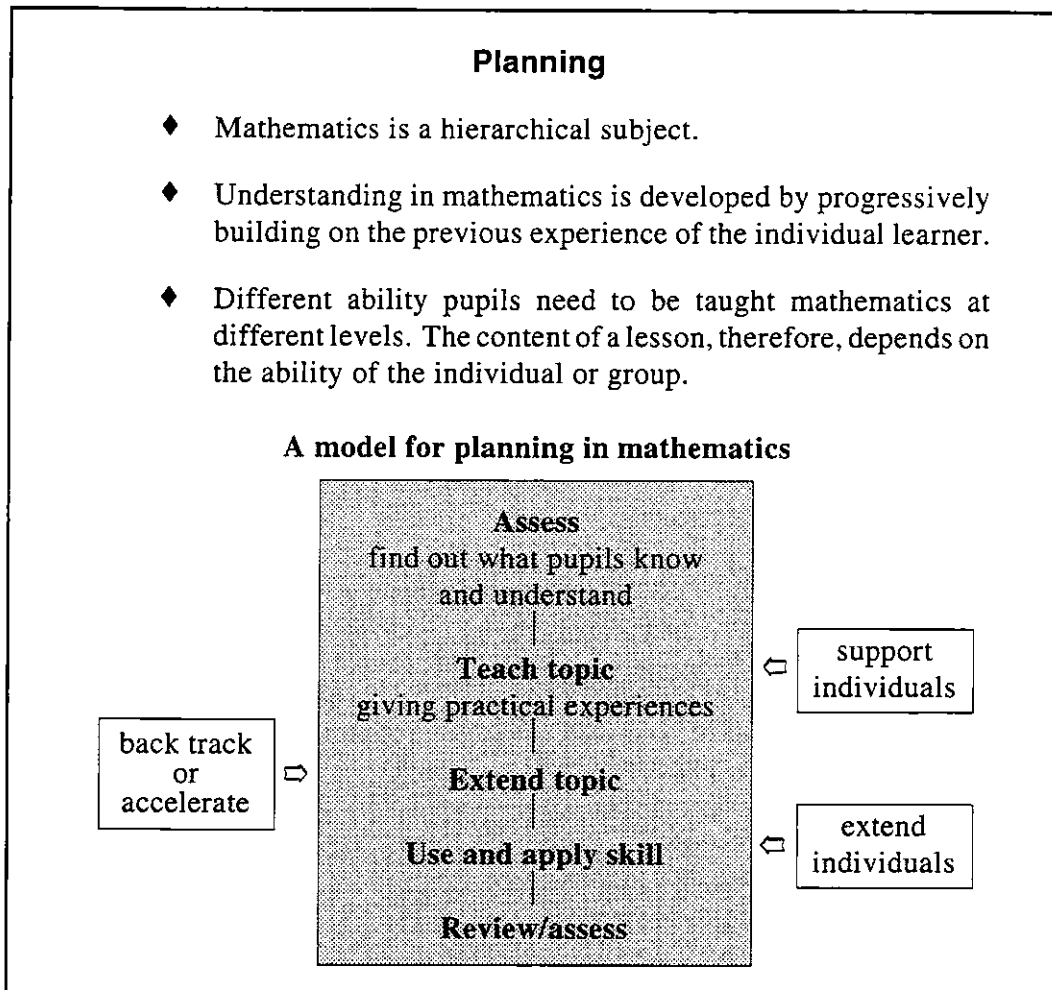 Planning
♦ Mathematics is a hierarchical subject.
♦ Understanding in mathematics is developed by progressively
building on the previous experience of the individual learner.
♦ Different ability pupils need to be taught mathematics at
different levels. The content of a lesson, therefore, depends on
the ability of the individual or group.
A model for planning in mathematics
Assess
find out what pupils know
and understand
Teach topic
giving practical experiences
support
individuals
back track
or
accelerate
Extend topic
Use and apply skill
extend
individuals
Review/assess